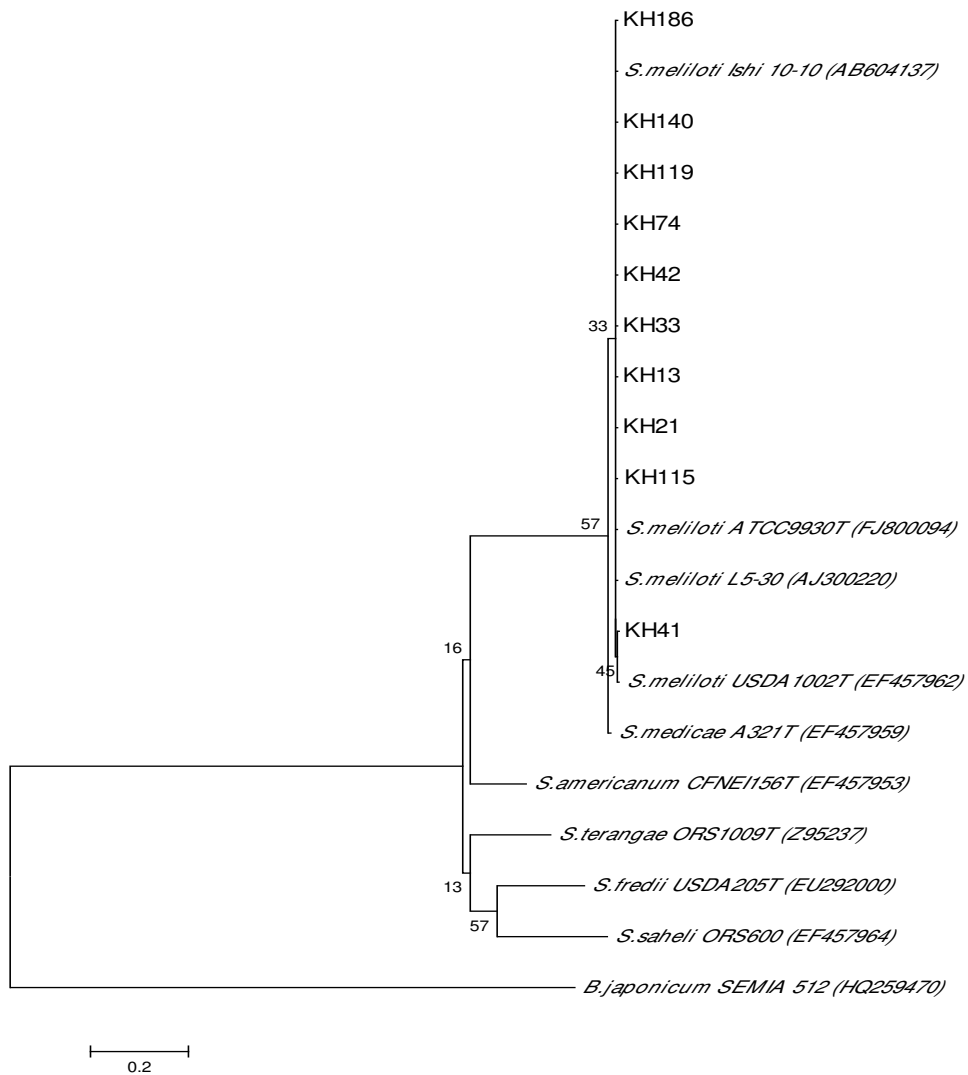 KH186
S.meliloti Ishi 10-10 (AB604137)
KH140
KH119
KH74
KH42
33
KH33
KH13
KH21
KH115
57
S.meliloti ATCC9930T (FJ800094)
S.meliloti L5-30 (AJ300220)
KH41
16
45
S.meliloti USDA1002T (EF457962)
S.medicae A321T (EF457959)
S.americanum CFNEI156T (EF457953)
S.terangae ORS1009T (Z95237)
13
S.fredii USDA205T (EU292000)
57
S.saheli ORS600 (EF457964)
B.japonicum SEMIA 512 (HQ259470)
0.2